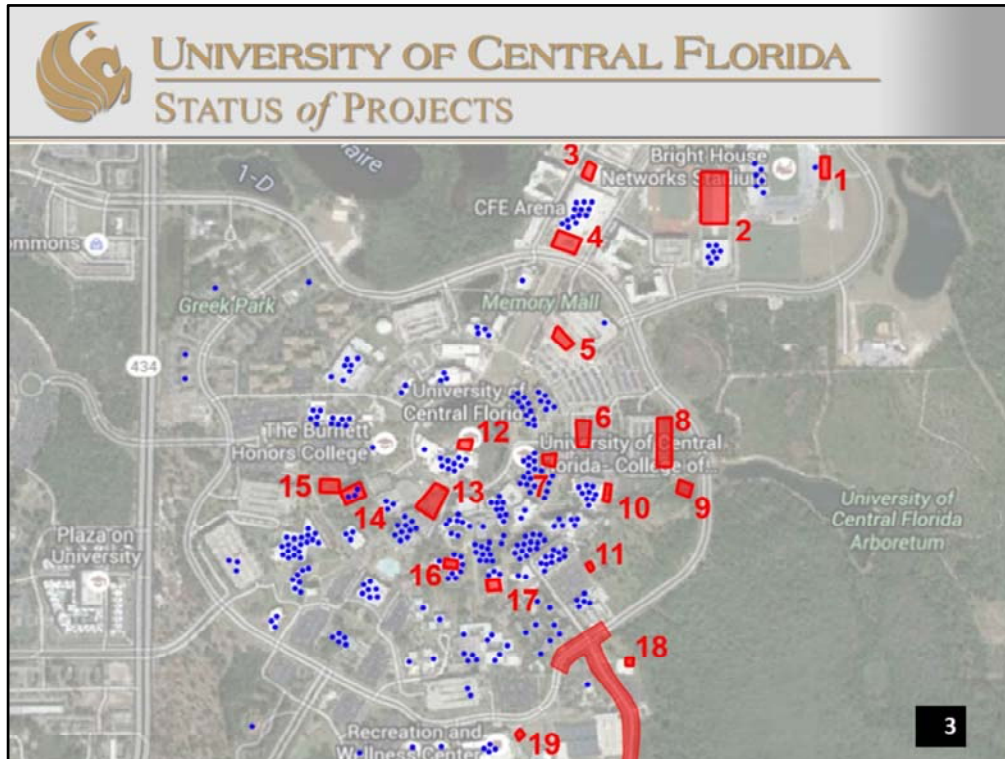 UNIVERSITY OF CENTRAL FLORIDA
STATUS of PROJECTS
aire
1-D
3
Bright House
Networks Stadium
1
CFE Arena
2
ommons
4
Greek Park
Memory Mall
5
434
University of
Central Florida
6
8
The Burnett
Honors College
12
University of Central
Florida- College of...
7
15
13
10
9
14
University of
Central Florida
Arboretum
Plaza on
University
16
11
17
18
Recreation and
Wellness Center
19
3